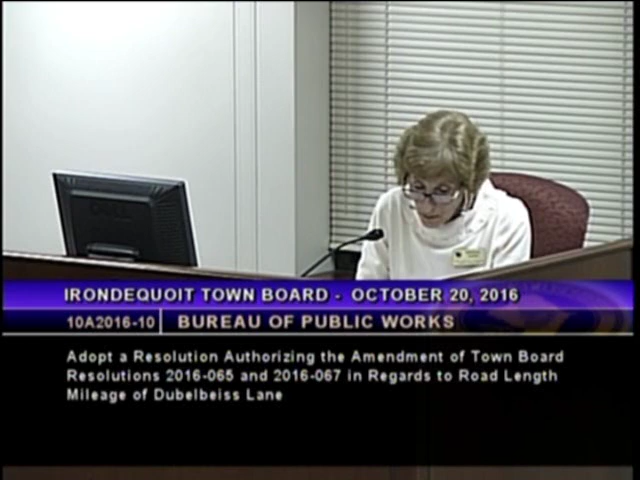 DELL
IRONDEQUOIT TOWN BOARD - OCTOBER 20, 2016
10A2016-10 BUREAU OF PUBLIC WORKS
Adopt a Resolution Authorizing the Amendment of Town Board
Resolutions 2016-065 and 2016-067 in Regards to Road Length
Mileage of Dubelbeiss Lane